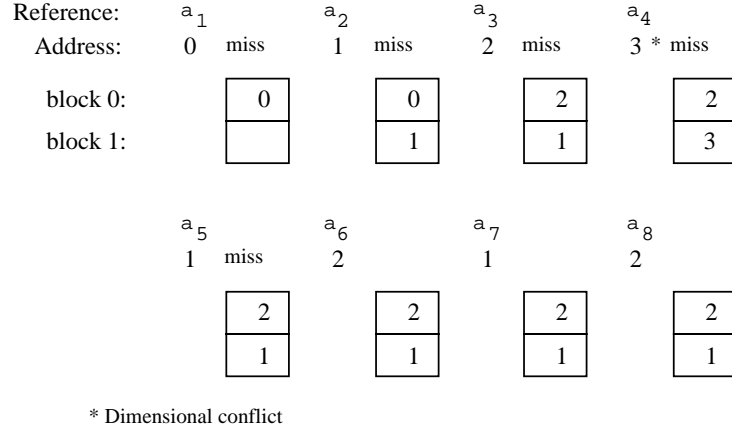 Reference: a1 a2 a3 a4
Address: 0 miss 1 miss 2 miss 3 * miss
block 0: 0 0 2 2
block 1: 1 1 3
a5 a6 a7 a8
1 miss 2 1 2
2 2 2 2
1 1 1 1
* Dimensional conflict